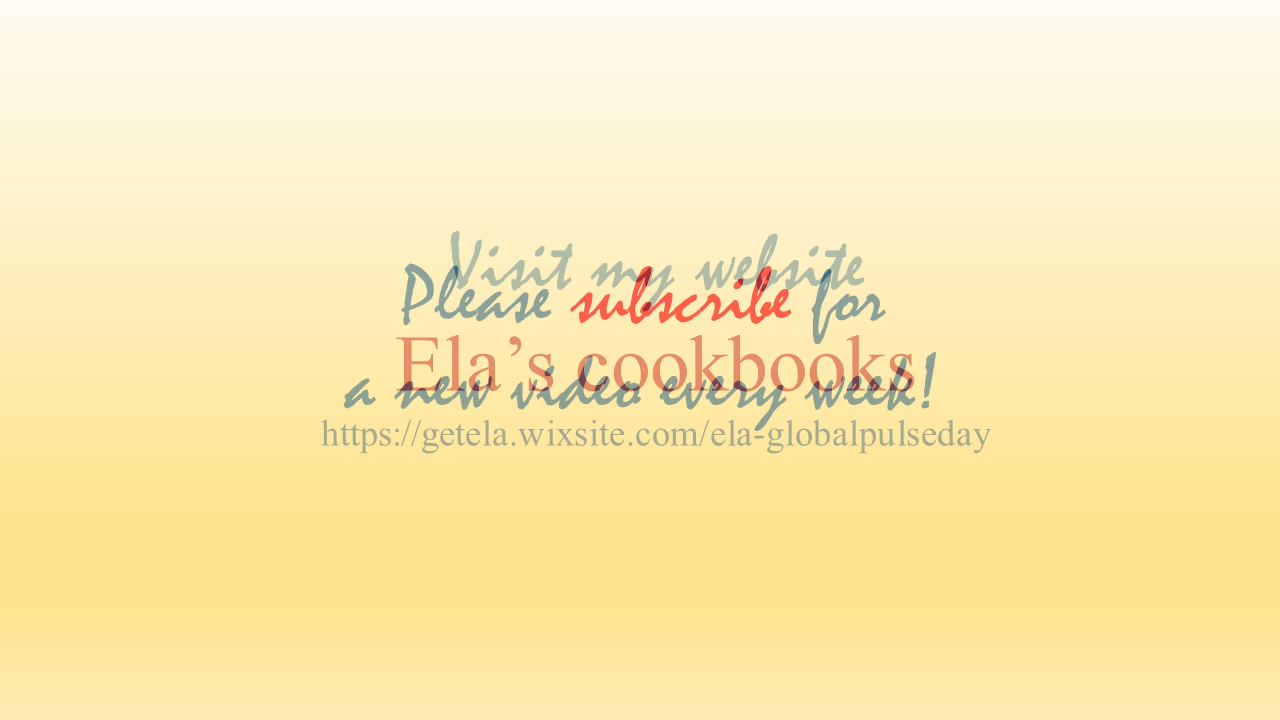 Visit my website
Please subscribe for
Ela’s cookbooks
a new video every week!
https://getela.wixsite.com/ela-globalpulseday